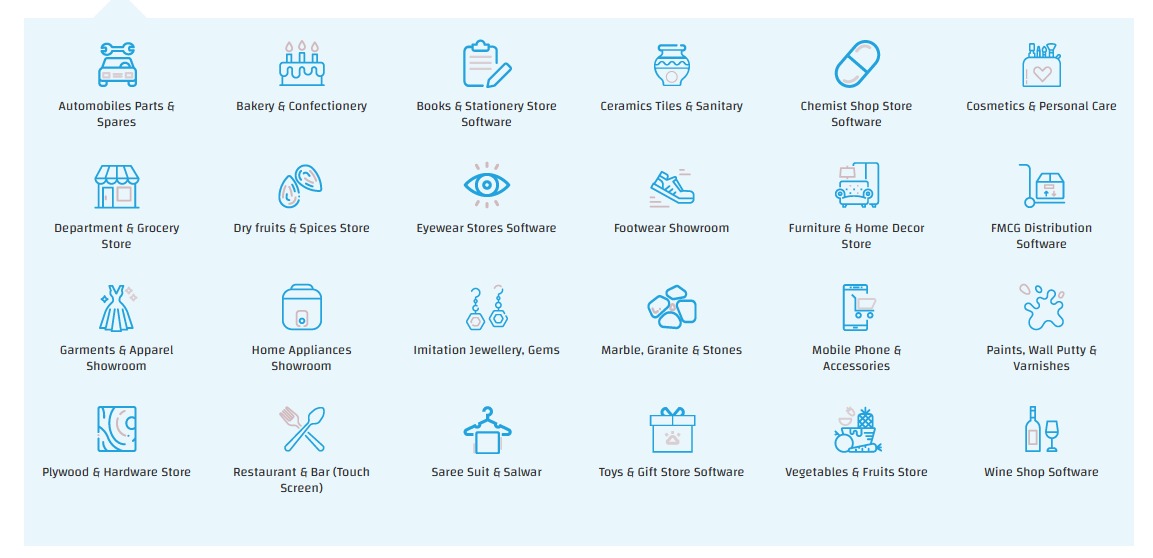 Automobiles Parts &
Spares
Bakery & Confectionery
Books & Stationery Store
Software
Ceramics Tiles & Sanitary
Chemist Shop Store
Software
Cosmetics & Personal Care
Department & Grocery
Store
Dry fruits & Spices Store
Eyewear Stores Software
Footwear Showroom
Furniture & Home Decor
Store
FMCG Distribution
Software
Garments & Apparel
Showroom
Home Appliances
Showroom
Imitation Jewellery, Gems
Marble, Granite & Stones
Mobile Phone &
Accessories
Paints, Wall Putty &
Varnishes
Plywood & Hardware Store
Restaurant & Bar (Touch
Screen)
Saree Suit & Salwar
Toys & Gift Store Software
Vegetables & Fruits Store
Wine Shop Software